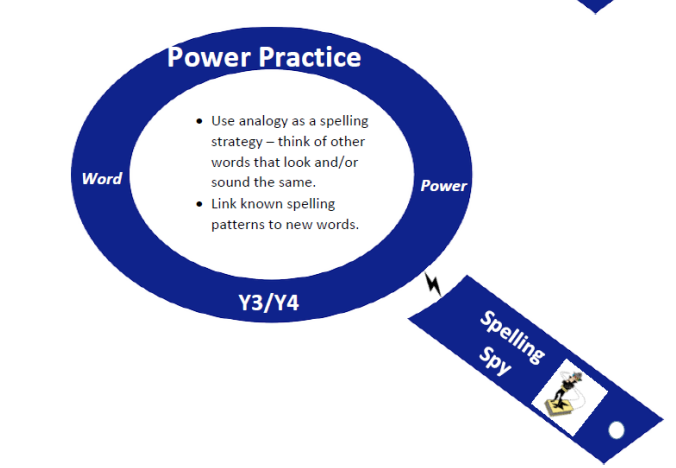 Power Practice
• Use analogy as a spelling
strategy – think of other
words that look and/or
sound the same.
• Link known spelling
patterns to new words.
Word
Power
Y3/Y4
Spelling
Spy